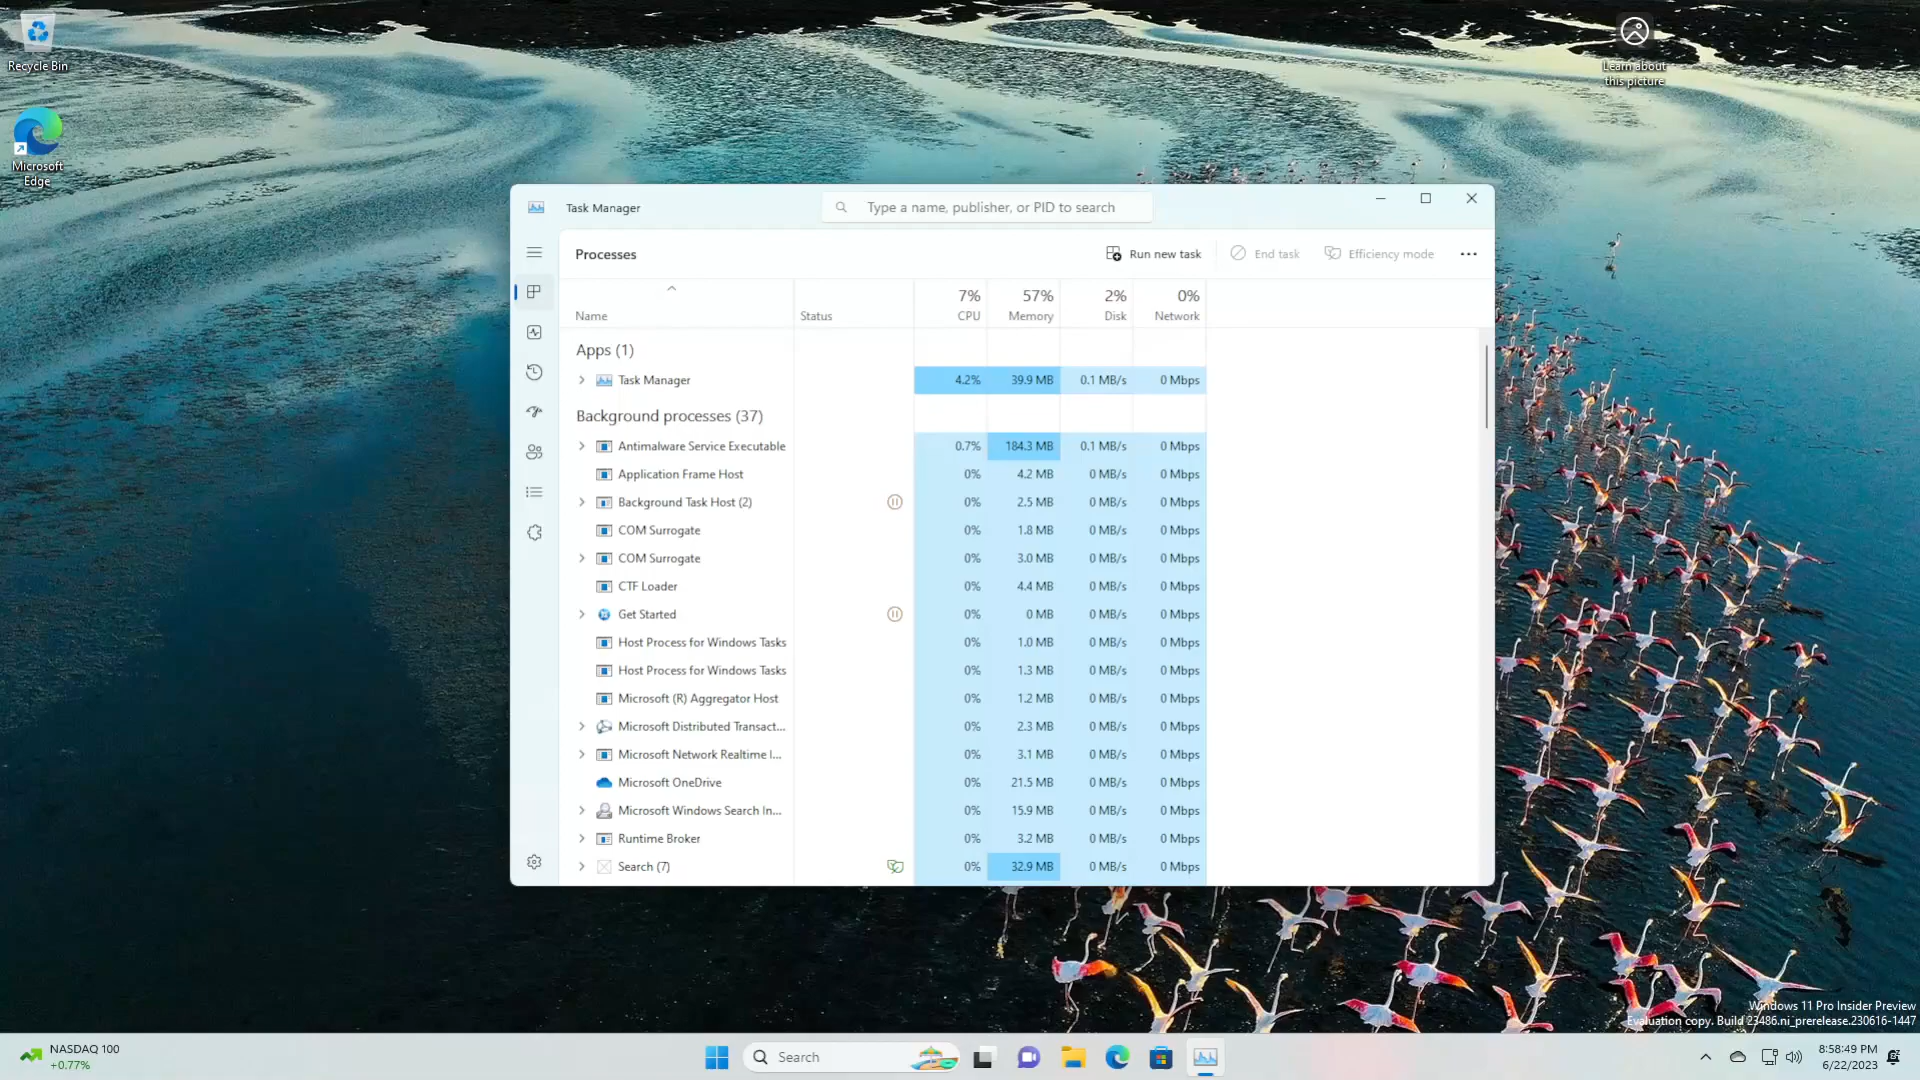 Recycle Bin
Microsoft
Edge
Learn about
this picture
Task Manager
Type a name, publisher, or PID to search
Processes
Run new task
End task
Efficiency mode
7% 57% 2% 0%
Name Status CPU Memory Disk Network
Apps (1)
Task Manager 4.2% 39.9 MB 0.1 MB/s 0 Mbps
Background processes (37)
Antimalware Service Executable 0.7% 184.3 MB 0.1 MB/s 0 Mbps
Application Frame Host 0% 4.2 MB 0 MB/s 0 Mbps
Background Task Host (2) 0% 2.5 MB 0 MB/s 0 Mbps
COM Surrogate 0% 1.8 MB 0 MB/s 0 Mbps
COM Surrogate 0% 3.0 MB 0 MB/s 0 Mbps
CTF Loader 0% 4.4 MB 0 MB/s 0 Mbps
Get Started 0% 0 MB 0 MB/s 0 Mbps
Host Process for Windows Tasks 0% 1.0 MB 0 MB/s 0 Mbps
Host Process for Windows Tasks 0% 1.3 MB 0 MB/s 0 Mbps
Microsoft (R) Aggregator Host 0% 1.2 MB 0 MB/s 0 Mbps
Microsoft Distributed Transact... 0% 2.3 MB 0 MB/s 0 Mbps
Microsoft Network Realtime I... 0% 3.1 MB 0 MB/s 0 Mbps
Microsoft OneDrive 0% 21.5 MB 0 MB/s 0 Mbps
Microsoft Windows Search In... 0% 15.9 MB 0 MB/s 0 Mbps
Runtime Broker 0% 3.2 MB 0 MB/s 0 Mbps
Search (7) 0% 32.9 MB 0 MB/s 0 Mbps
Windows 11 Pro Insider Preview
Evaluation copy. Build 23486.ni_prerelease.230616-1447
NASDAQ 100
+0.77%
Search
8:58:49 PM
6/22/2023